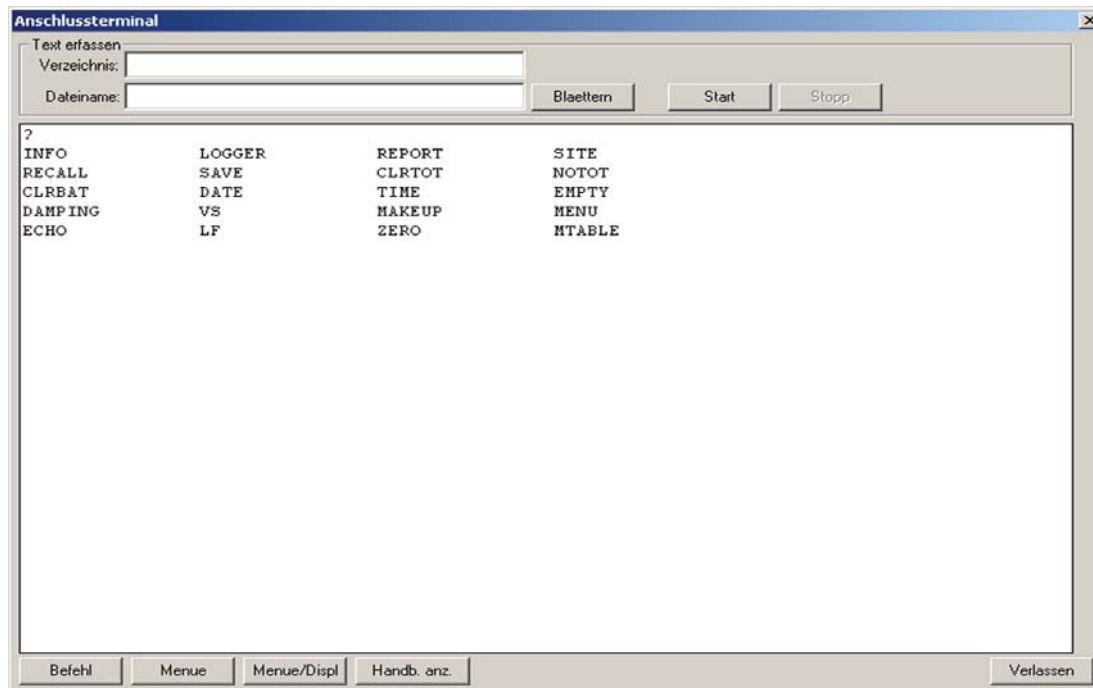 Anschlussterminal
Text erfassen
Verzeichnis:
Dateiname: Blaettern Start Stopp
?
INFO LOGGER REPORT SITE
RECALL SAVE CLRTOT NOTOT
CLRBAT DATE TIME EMPTY
DAMPING VS MAKEUP MENU
ECHO LF ZERO MTABLE
Befehl Menue Menue/Displ Handb. anz. Verlassen